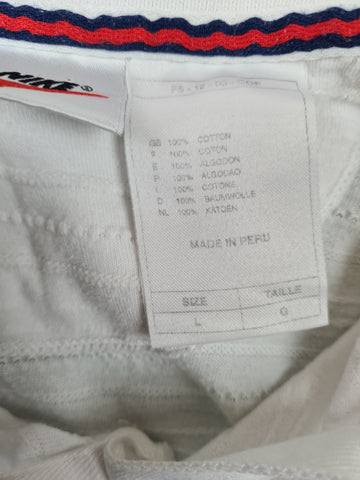 NIKE ®
GB 100% COTTON
F 100% COTON
E 100% ALGODON
P 100% ALGODAO
I 100% COTONE
D 100% BAUMWOLLE
NL 100% KATOEN
MADE IN PERU
SIZE TAILLE
L G